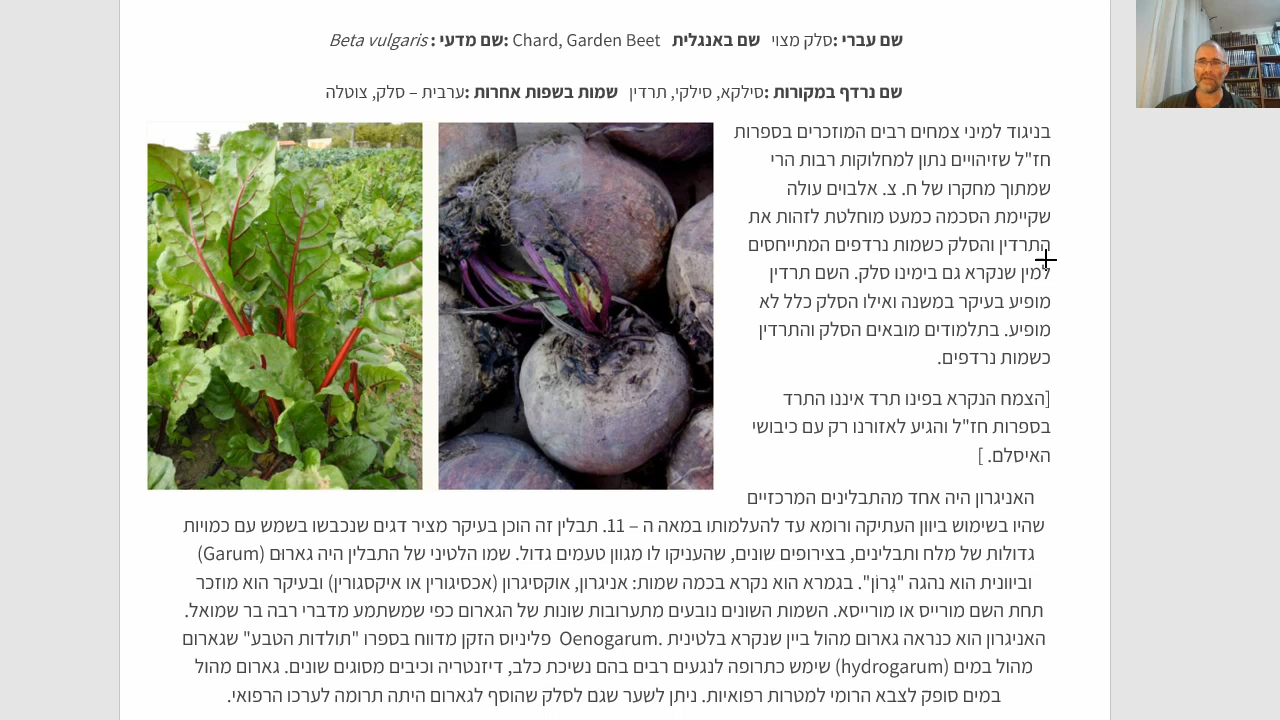 שם עברי :סלק מצוי   שם באנגלית   Chard, Garden Beet :שם מדעי : Beta vulgaris
שם נרדף במקורות :סילקא, סילקי, תרדין   שמות בשפות אחרות :ערבית – סלק, צוטלה
בניגוד למיני צמחים רבים המוזכרים בספרות
חז"ל שזיהויים נתון למחלוקות רבות הרי
שמתוך מחקרו של ח. צ. אלבוים עולה
שקיימת הסכמה כמעט מוחלטת לזהות את
התרדין והסלק כשמות נרדפים המתייחסים
למין שנקרא גם בימינו סלק. השם תרדין
מופיע בעיקר במשנה ואילו הסלק כלל לא
מופיע. בתלמודים מובאים הסלק והתרדין
כשמות נרדפים.
[הצמח הנקרא בפינו תרד איננו התרד
בספרות חז"ל והגיע לאזורנו רק עם כיבושי
האיסלם. ]
האניגרון היה אחד מהתבלינים המרכזיים
שהיו בשימוש ביוון העתיקה ורומא עד להעלמותו במאה ה – 11. תבלין זה הוכן בעיקר מציר דגים שנכבשו בשמש עם כמויות
גדולות של מלח ותבלינים, בצירופים שונים, שהעניקו לו מגוון טעמים גדול. שמו הלטיני של התבלין היה גארוּם (Garum)
וביוונית הוא נהגה "גָרוֹן". בגמרא הוא נקרא בכמה שמות: אניגרון, אוקסיגרון (אכסיגורין או איקסגורין) ובעיקר הוא מוזכר
תחת השם מורייס או מורייסא. השמות השונים נובעים מתערובות שונות של הגארום כפי שמשתמע מדברי רבה בר שמואל.
האניגרון הוא כנראה גארום מהול ביין שנקרא בלטינית .Oenogarum פליניוס הזקן מדווח בספרו "תולדות הטבע" שגארום
מהול במים (hydrogarum) שימש כתרופה לנגעים רבים בהם נשיכת כלב, דיזנטריה וכיבים מסוגים שונים. גארום מהול
במים סופק לצבא הרומי למטרות רפואיות. ניתן לשער שגם לסלק שהוסף לגארום היתה תרומה לערכו הרפואי.